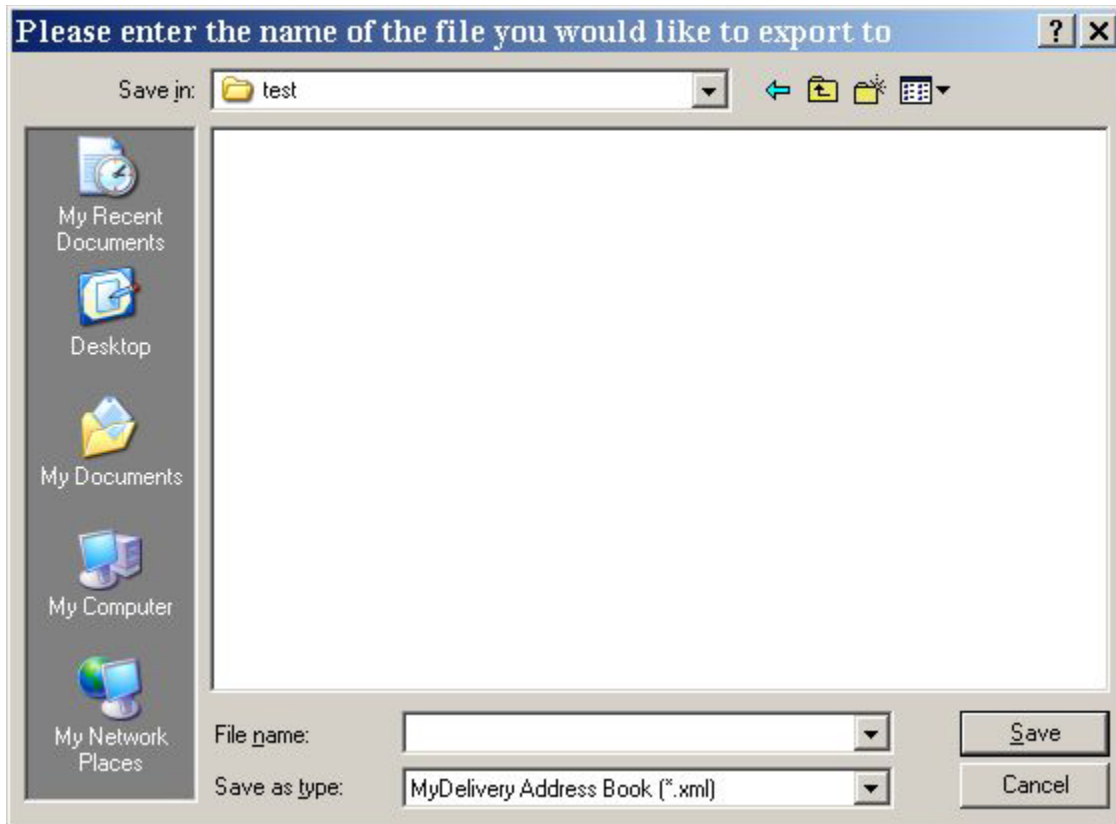 Please enter the name of the file you would like to export to
Save in:
test
My Recent
Documents
Desktop
My Documents
My Computer
My Network
Places
File name:
Save
Save as type:
MyDelivery Address Book (*.xml)
Cancel